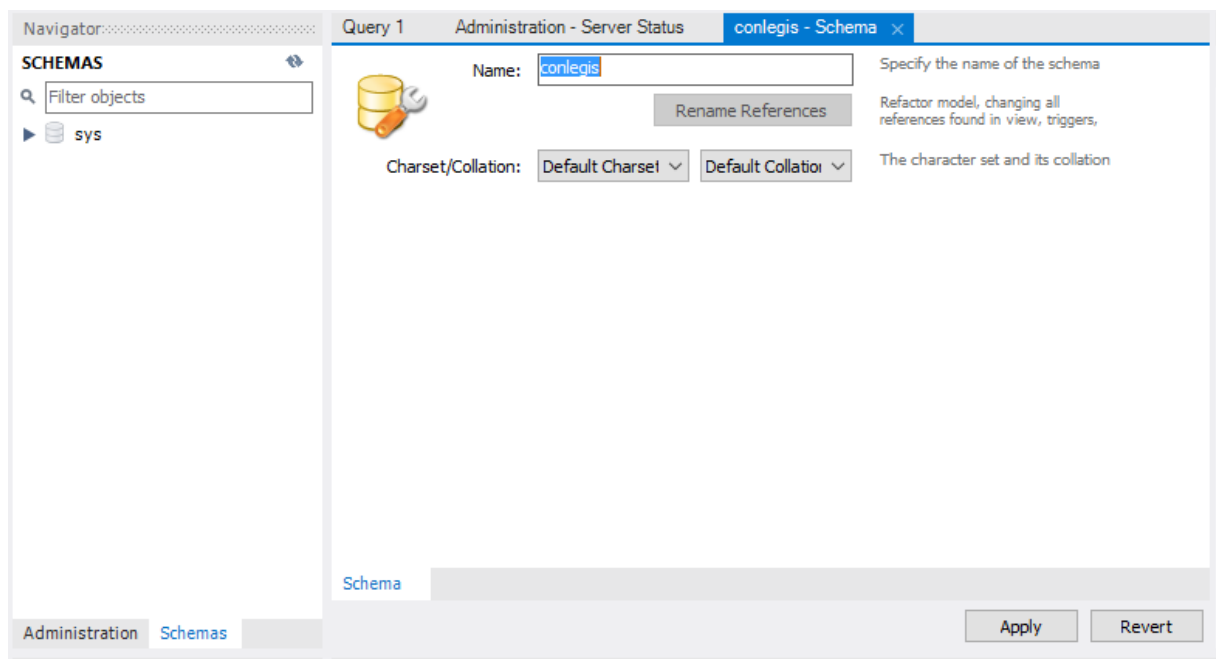 Navigator
SCHEMAS
Filter objects
sys
Administration
Schemas
Query 1
Administration - Server Status
conlegis - Schema
Name:
conlegis
Specify the name of the schema
Rename References
Refactor model, changing all
references found in view, triggers,
Charset/Collation:
Default Charset
Default Collation
The character set and its collation
Schema
Apply
Revert